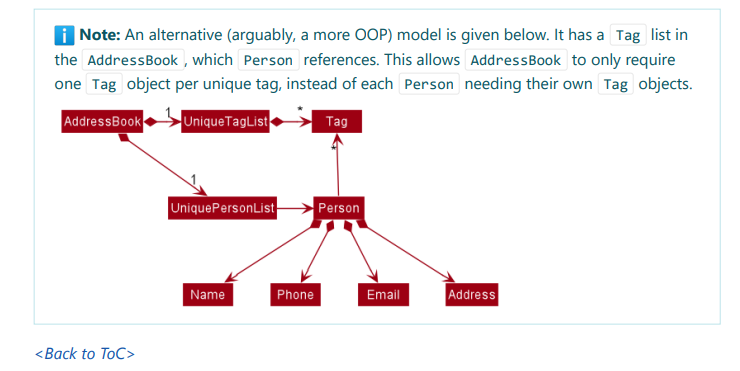 i Note: An alternative (arguably, a more OOP) model is given below. It has a Tag list in
the AddressBook, which Person references. This allows AddressBook to only require
one Tag object per unique tag, instead of each Person needing their own Tag objects.
AddressBook 1 UniqueTagList * Tag
*
1
UniquePersonList Person
Name Phone Email Address
<Back to ToC>